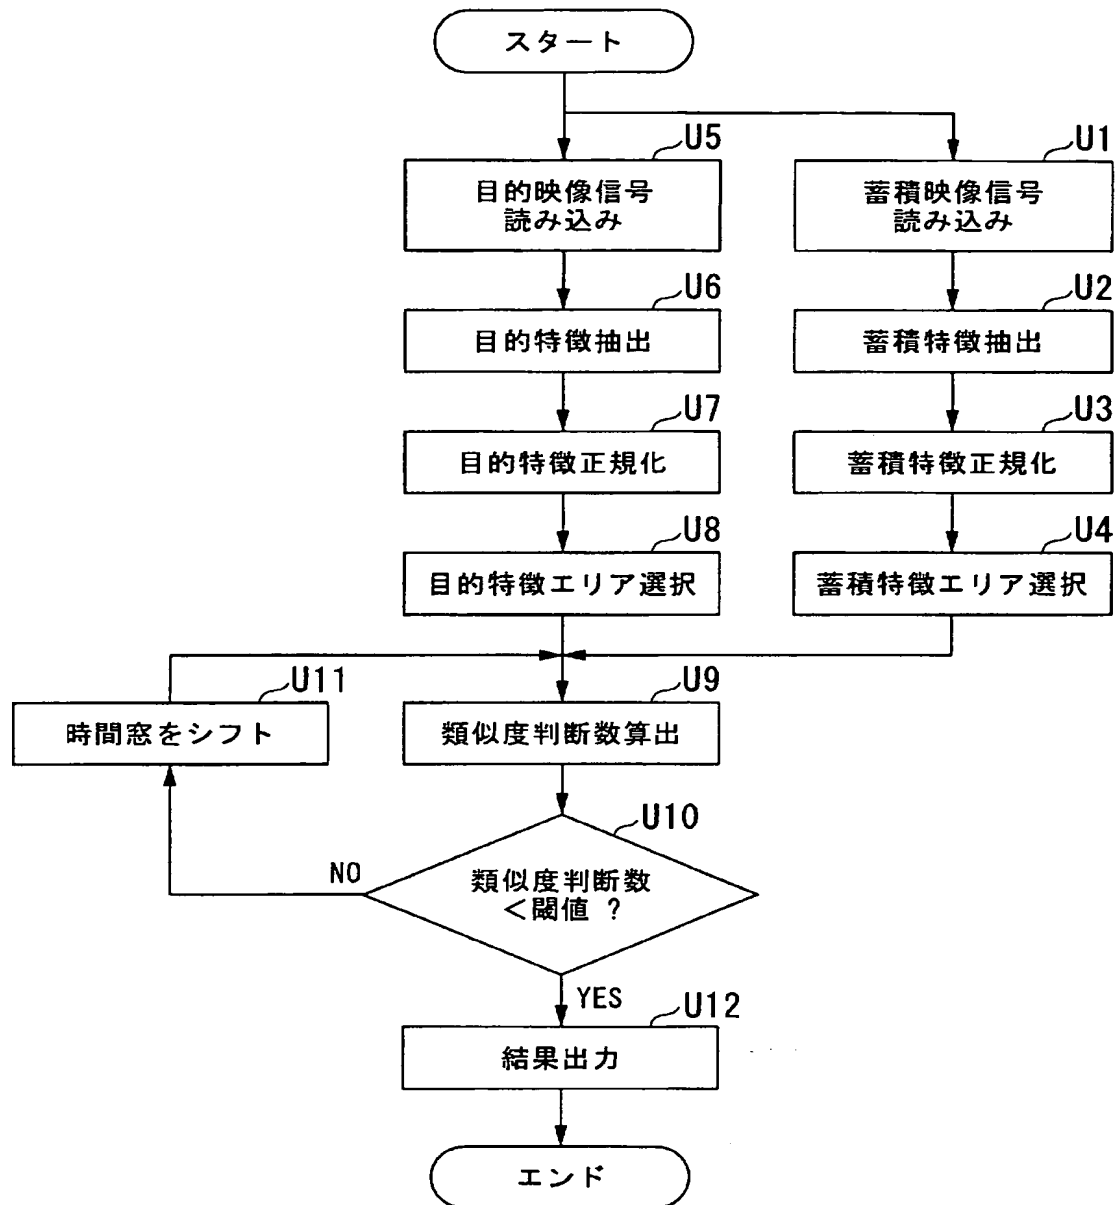 スタート
U5
目的映像信号
読み込み
U1
蓄積映像信号
読み込み
U6
目的特徴抽出
U2
蓄積特徴抽出
U7
目的特徴正規化
U3
蓄積特徴正規化
U8
目的特徴エリア選択
U4
蓄積特徴エリア選択
U11
時間窓をシフト
U9
類似度判断数算出
U10
類似度判断数
<閾値 ?
NO
YES
U12
結果出力
エンド